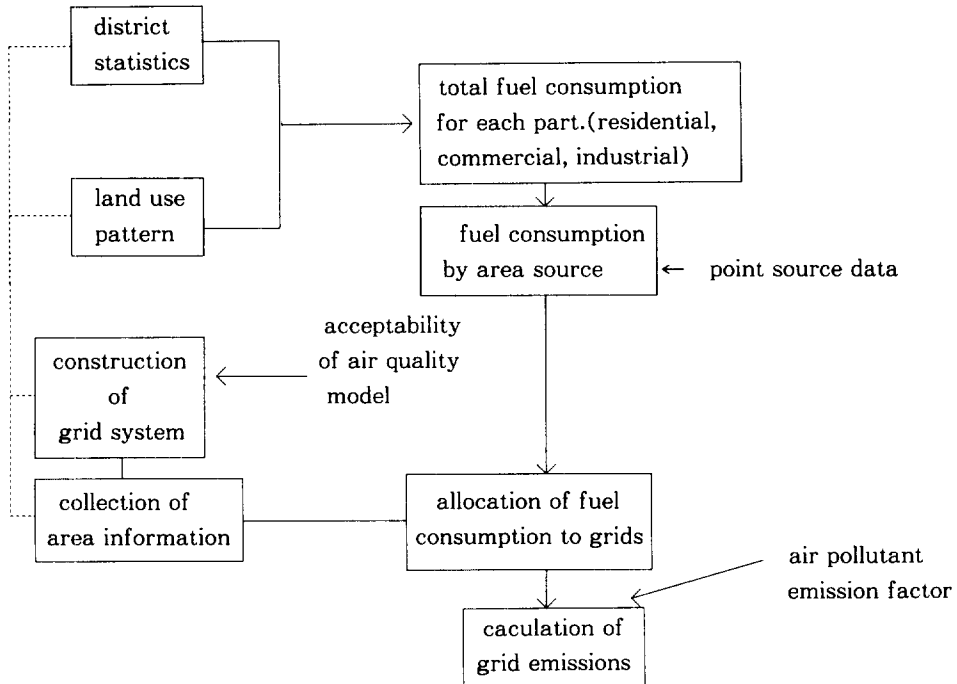 district
statistics
total fuel consumption
for each part.(residential,
commercial, industrial)
land use
pattern
fuel consumption
by area source
point source data
acceptability
of air quality
model
construction
of
grid system
collection of
area information
allocation of fuel
consumption to grids
air pollutant
emission factor
caculation of
grid emissions